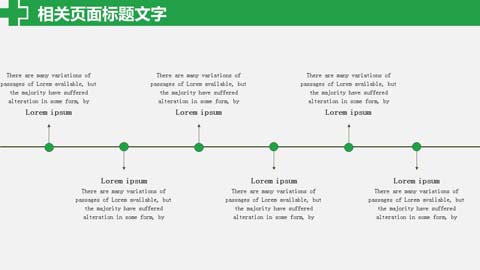 相关页面标题文字
There are many variations of
passages of Lorem available, but
the majority have suffered
alteration in some form, by
Lorem ipsum
There are many variations of
passages of Lorem available, but
the majority have suffered
alteration in some form, by
Lorem ipsum
There are many variations of
passages of Lorem available, but
the majority have suffered
alteration in some form, by
Lorem ipsum
Lorem ipsum
There are many variations of
passages of Lorem available, but
the majority have suffered
alteration in some form, by
Lorem ipsum
There are many variations of
passages of Lorem available, but
the majority have suffered
alteration in some form, by
Lorem ipsum
There are many variations of
passages of Lorem available, but
the majority have suffered
alteration in some form, by